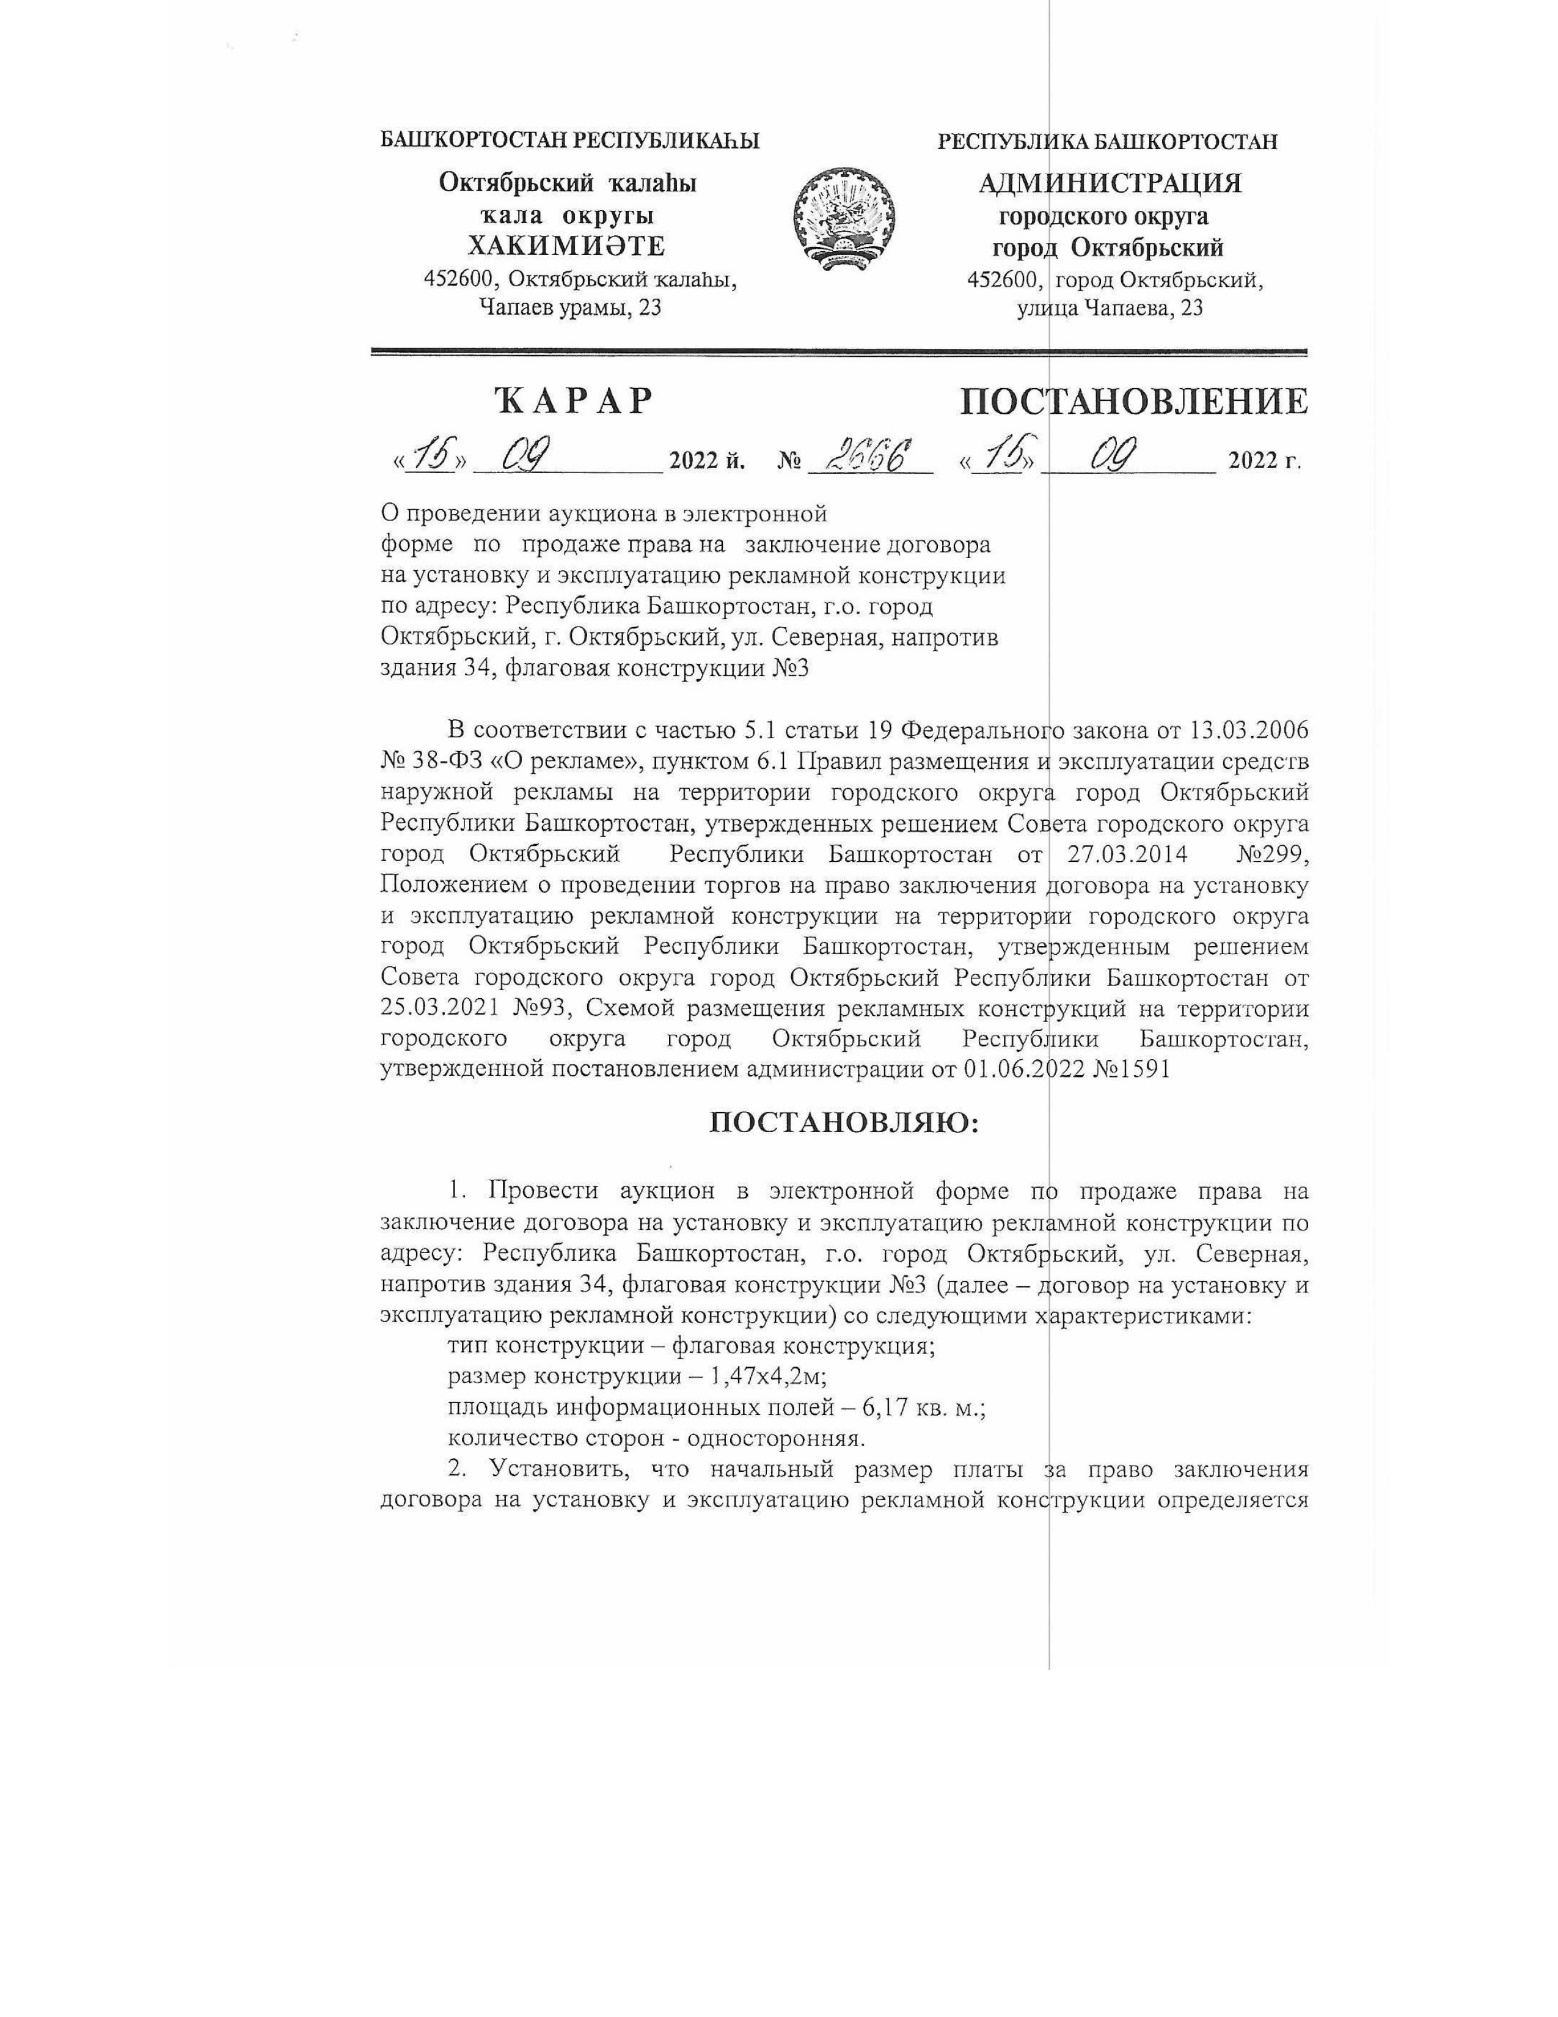 БАШҠОРТОСТАН РЕСПУБЛИКАҺЫ
Октябрьский ҡалаһы
ҡала округы
ХАКИМИӘТЕ
452600, Октябрьский ҡалаһы,
Чапаев урамы, 23
РЕСПУБЛИКА БАШКОРТОСТАН
АДМИНИСТРАЦИЯ
городского округа
город Октябрьский
452600, город Октябрьский,
улица Чапаева, 23
ҠАРАР
ПОСТАНОВЛЕНИЕ
«15» 09 2022 й. № 2666 «15» 09 2022 г.
О проведении аукциона в электронной
форме по продаже права на заключение договора
на установку и эксплуатацию рекламной конструкции
по адресу: Республика Башкортостан, г.о. город
Октябрьский, г. Октябрьский, ул. Северная, напротив
здания 34, флаговая конструкции №3
В соответствии с частью 5.1 статьи 19 Федерального закона от 13.03.2006
№ 38-ФЗ «О рекламе», пунктом 6.1 Правил размещения и эксплуатации средств
наружной рекламы на территории городского округа город Октябрьский
Республики Башкортостан, утвержденных решением Совета городского округа
город Октябрьский Республики Башкортостан от 27.03.2014 №299,
Положением о проведении торгов на право заключения договора на установку
и эксплуатацию рекламной конструкции на территории городского округа
город Октябрьский Республики Башкортостан, утвержденным решением
Совета городского округа город Октябрьский Республики Башкортостан от
25.03.2021 №93, Схемой размещения рекламных конструкций на территории
городского округа город Октябрьский Республики Башкортостан,
утвержденной постановлением администрации от 01.06.2022 №1591
ПОСТАНОВЛЯЮ:
1. Провести аукцион в электронной форме по продаже права на
заключение договора на установку и эксплуатацию рекламной конструкции по
адресу: Республика Башкортостан, г.о. город Октябрьский, ул. Северная,
напротив здания 34, флаговая конструкции №3 (далее – договор на установку и
эксплуатацию рекламной конструкции) со следующими характеристиками:
тип конструкции – флаговая конструкция;
размер конструкции – 1,47х4,2м;
площадь информационных полей – 6,17 кв. м.;
количество сторон - односторонняя.
2. Установить, что начальный размер платы за право заключения
договора на установку и эксплуатацию рекламной конструкции определяется